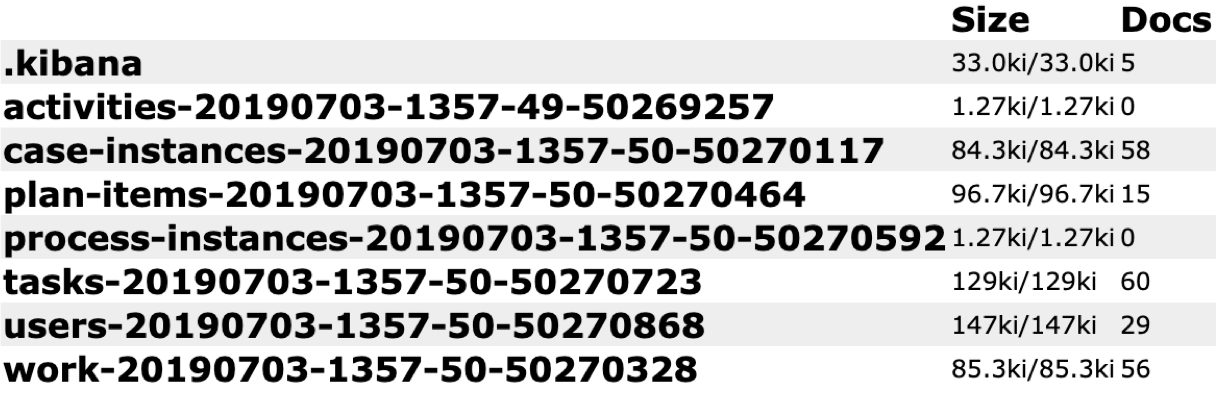 Size Docs
.kibana 33.0ki/33.0ki 5
activities-20190703-1357-49-50269257 1.27ki/1.27ki 0
case-instances-20190703-1357-50-50270117 84.3ki/84.3ki 58
plan-items-20190703-1357-50-50270464 96.7ki/96.7ki 15
process-instances-20190703-1357-50-50270592 1.27ki/1.27ki 0
tasks-20190703-1357-50-50270723 129ki/129ki 60
users-20190703-1357-50-50270868 147ki/147ki 29
work-20190703-1357-50-50270328 85.3ki/85.3ki 56